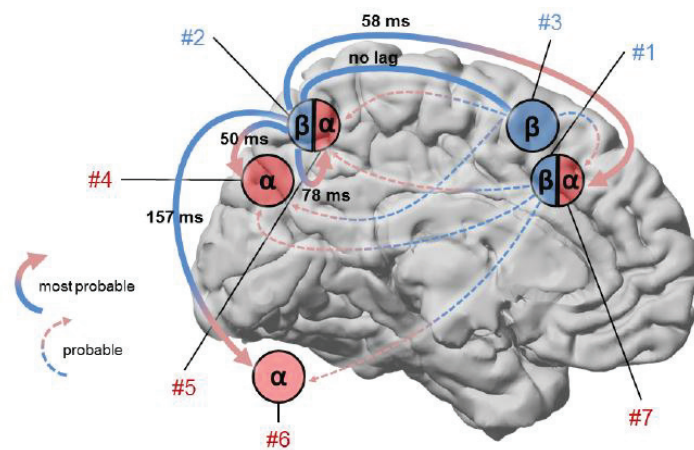 58 ms
#2
#3
no lag
#1
β α
β
50 ms
β α
#4
α
78 ms
157 ms
most probable
probable
α
#5
#7
#6